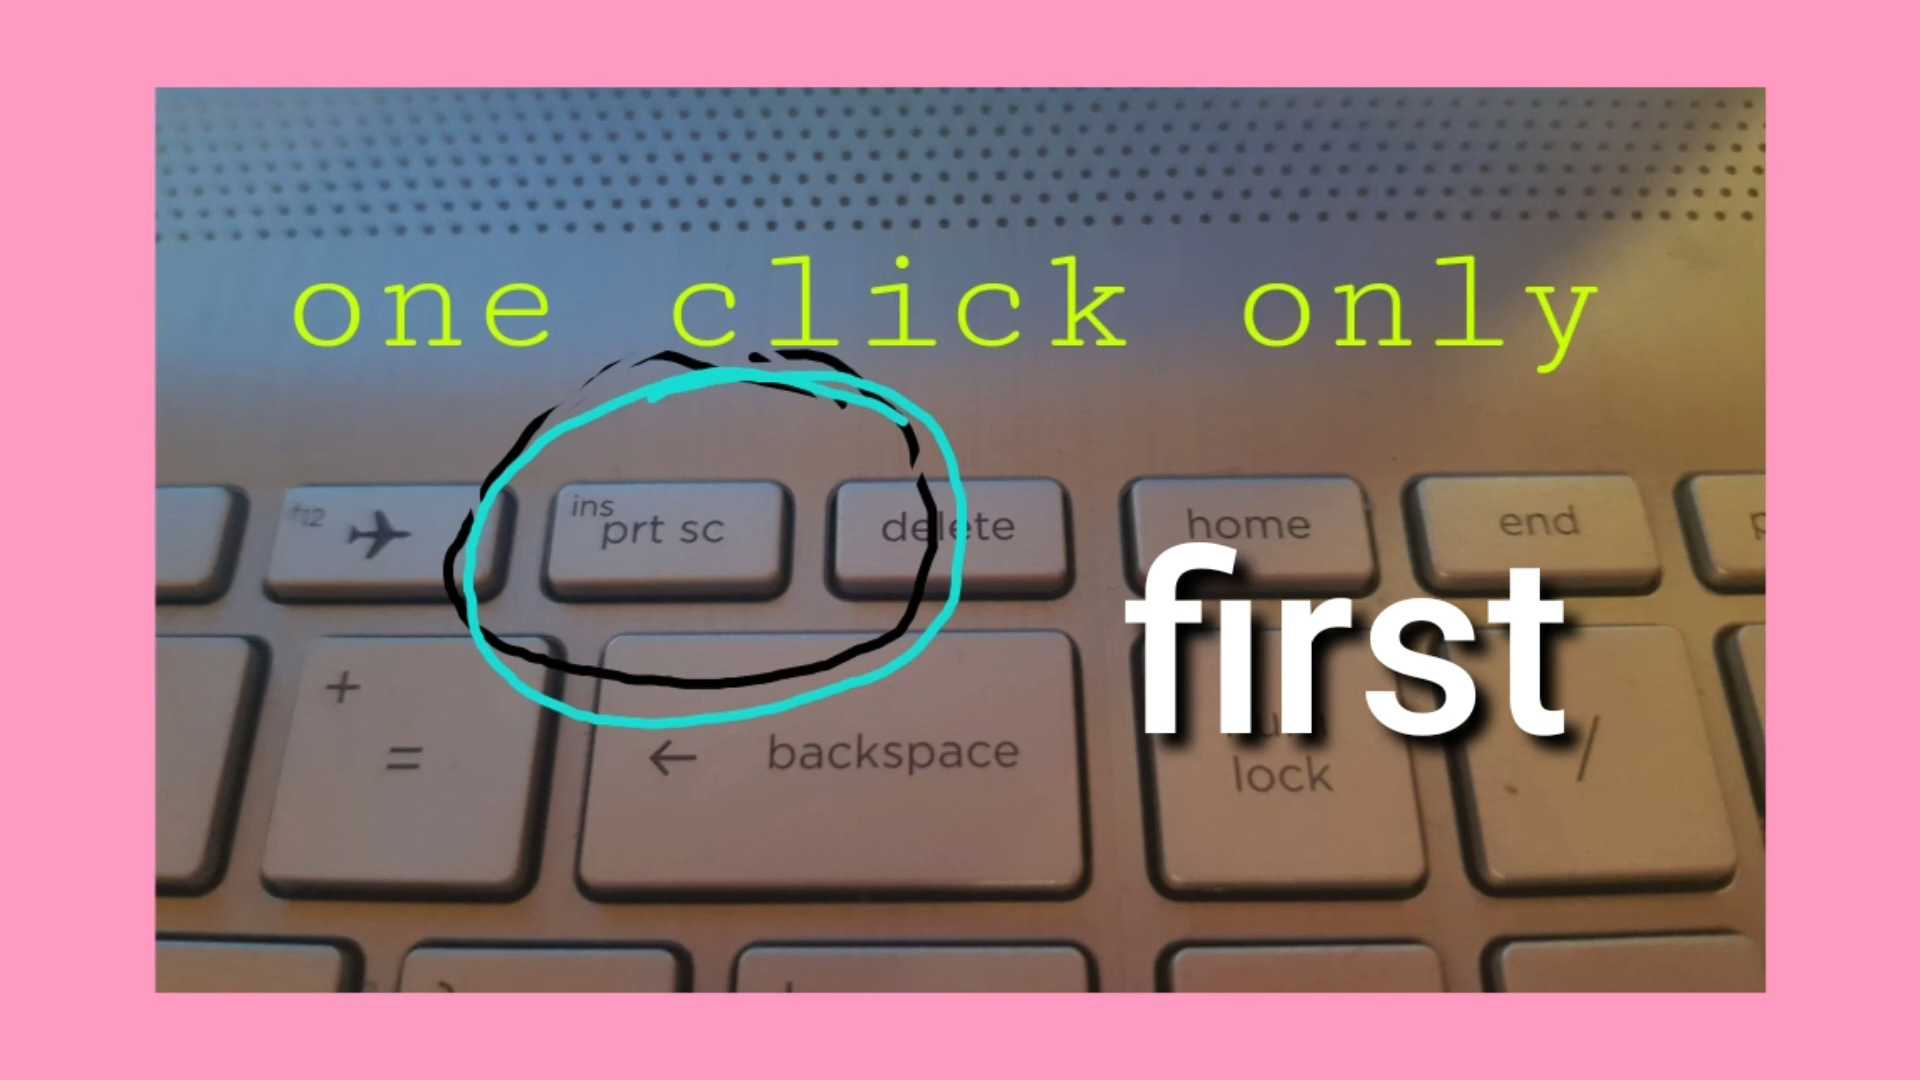 one click only
f12
ins
prt sc
delete
home
end
first
+
=
← backspace
lock
/